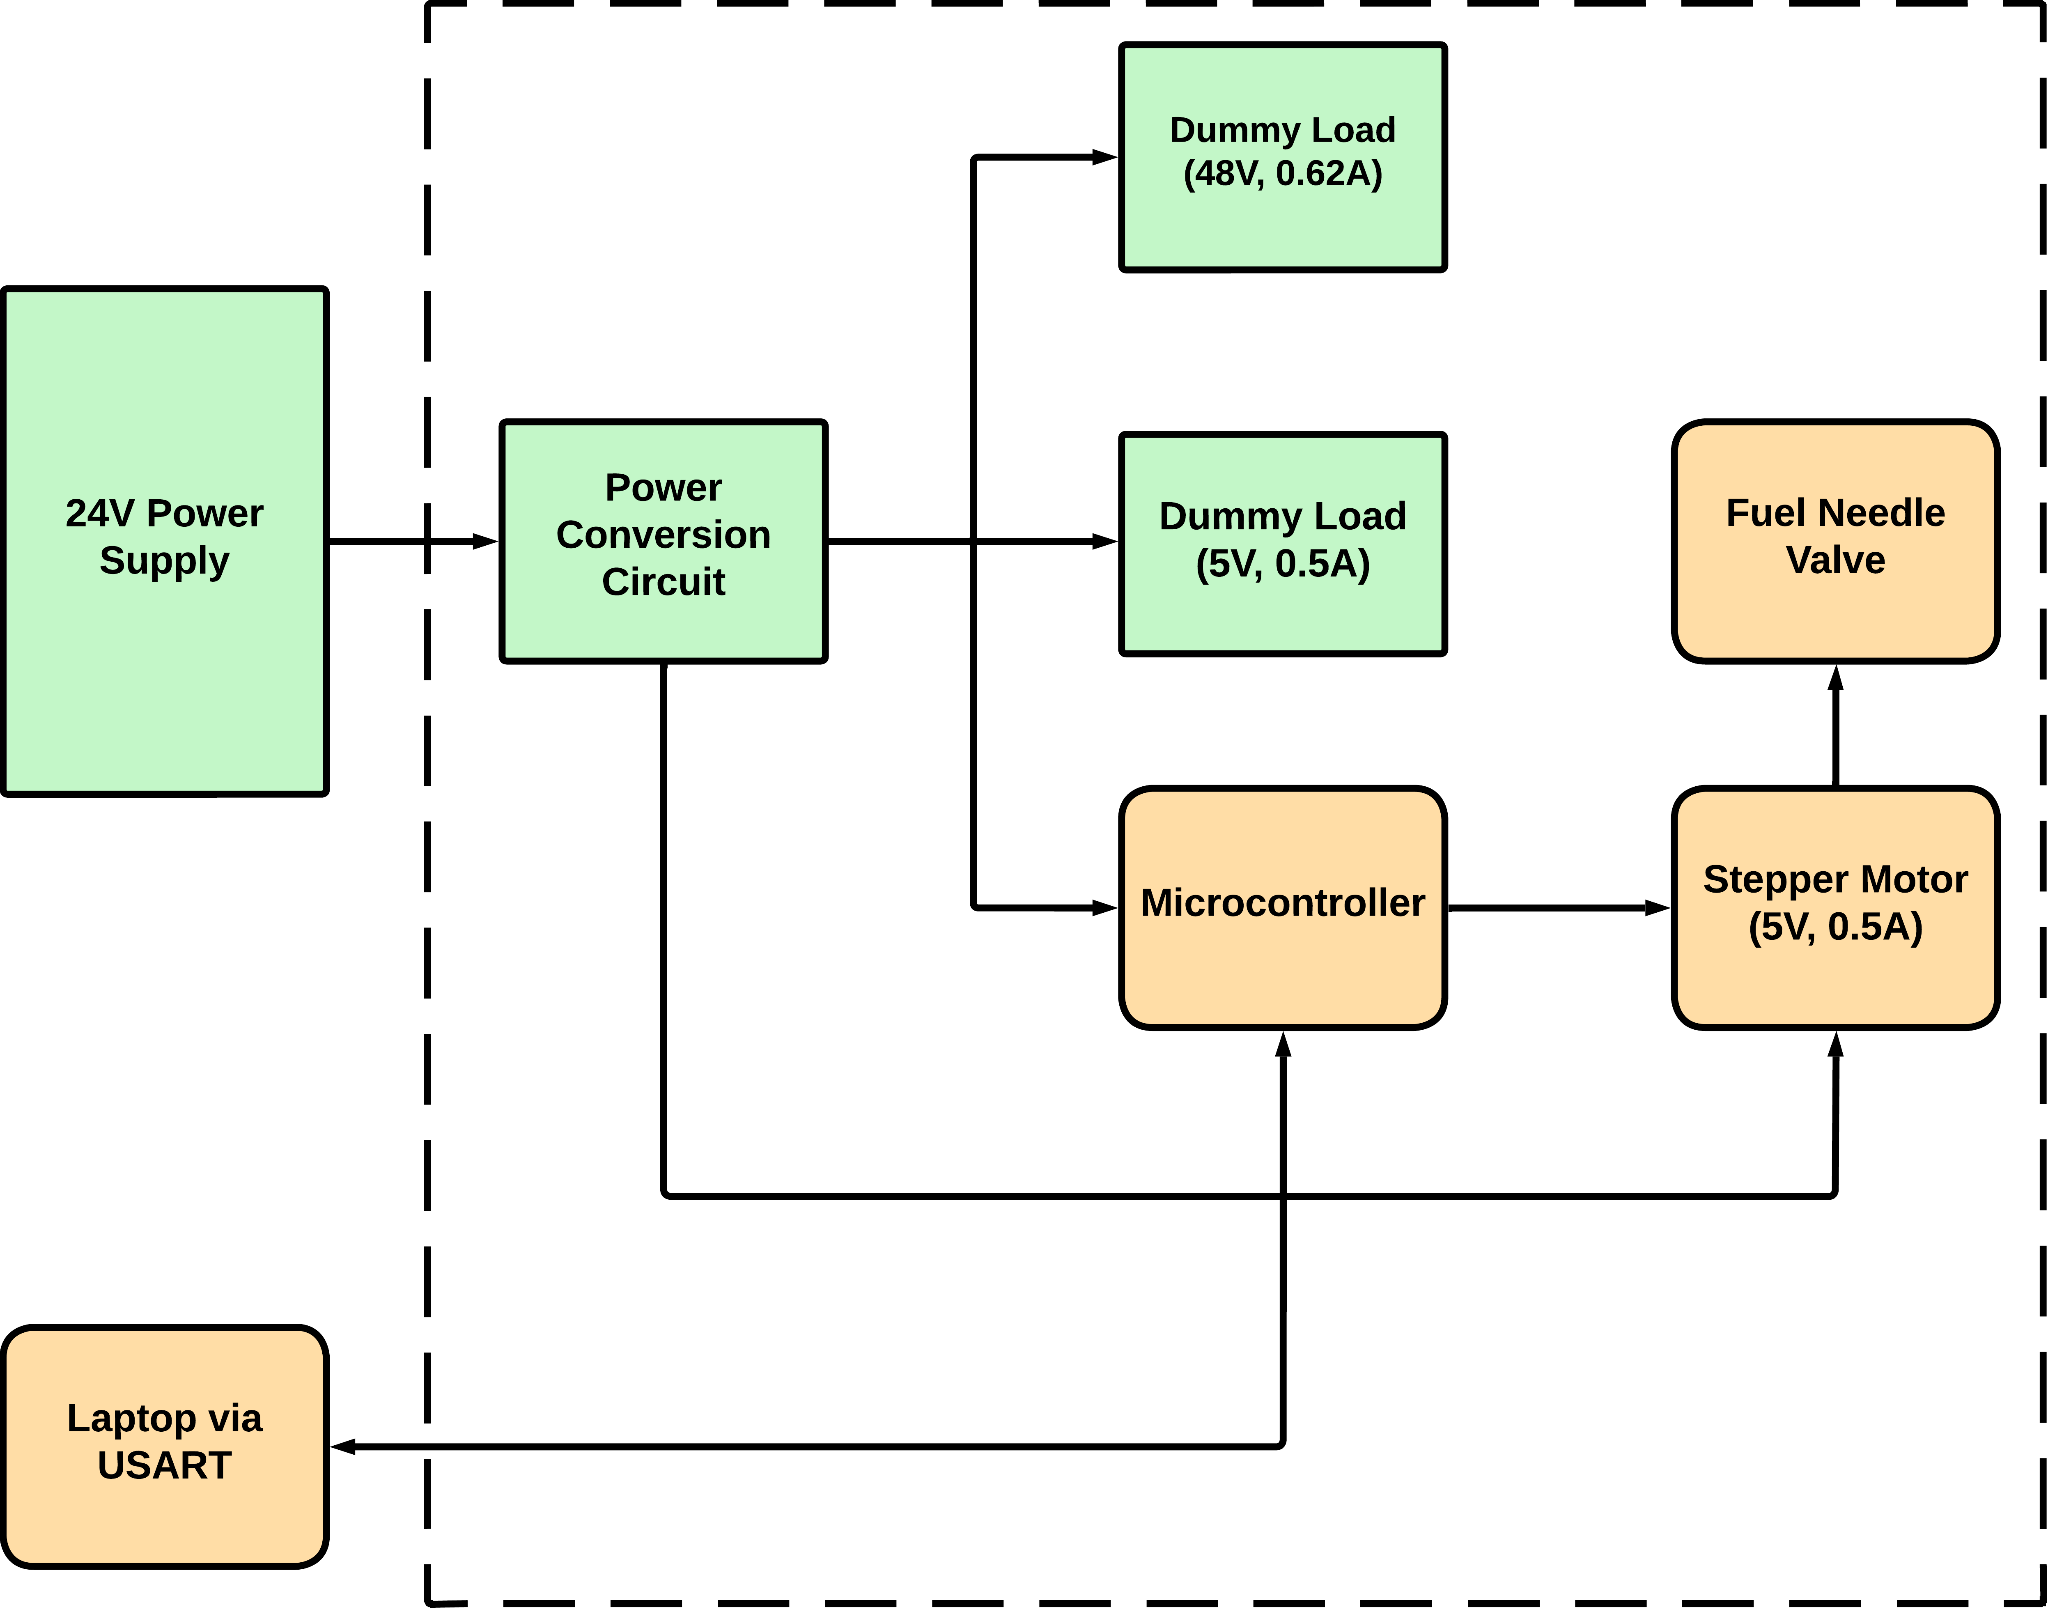 Dummy Load
(48V, 0.62A)
24V Power
Supply
Power
Conversion
Circuit
Dummy Load
(5V, 0.5A)
Fuel Needle
Valve
Microcontroller
Stepper Motor
(5V, 0.5A)
Laptop via
USART